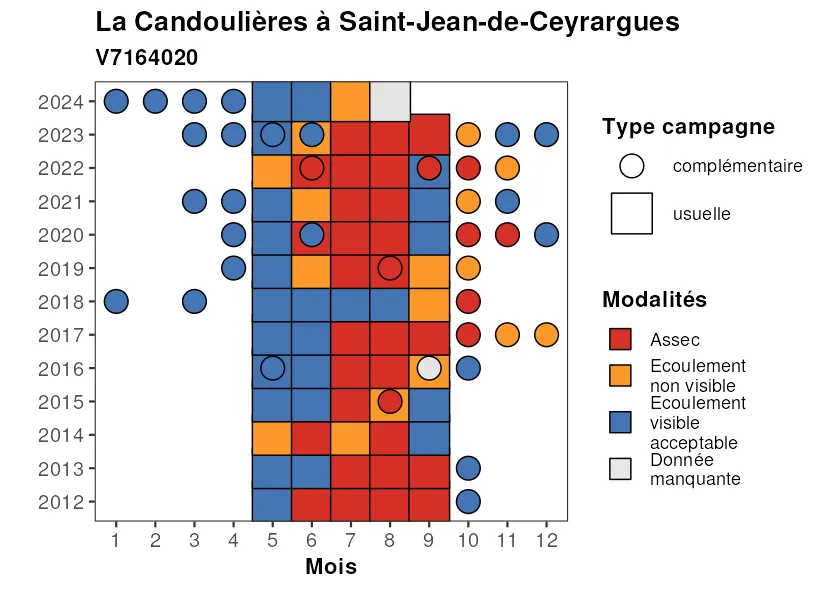 La Candoulières à Saint-Jean-de-Ceyrargues
V7164020
2024
2023
2022
2021
2020
2019
2018
2017
2016
2015
2014
2013
2012
1 2 3 4 5 6 7 8 9 10 11 12
Mois
Type campagne
complémentaire
usuelle
Modalités
Assec
Ecoulement
non visible
Ecoulement
visible
acceptable
Donnée
manquante